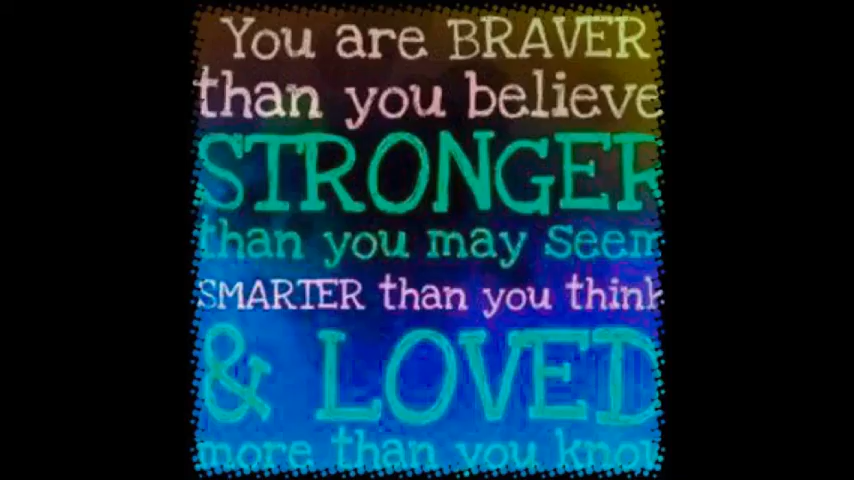 You are BRAVER
than you believe
STRONGER
than you may seem
SMARTER than you think
& LOVED
more than you know